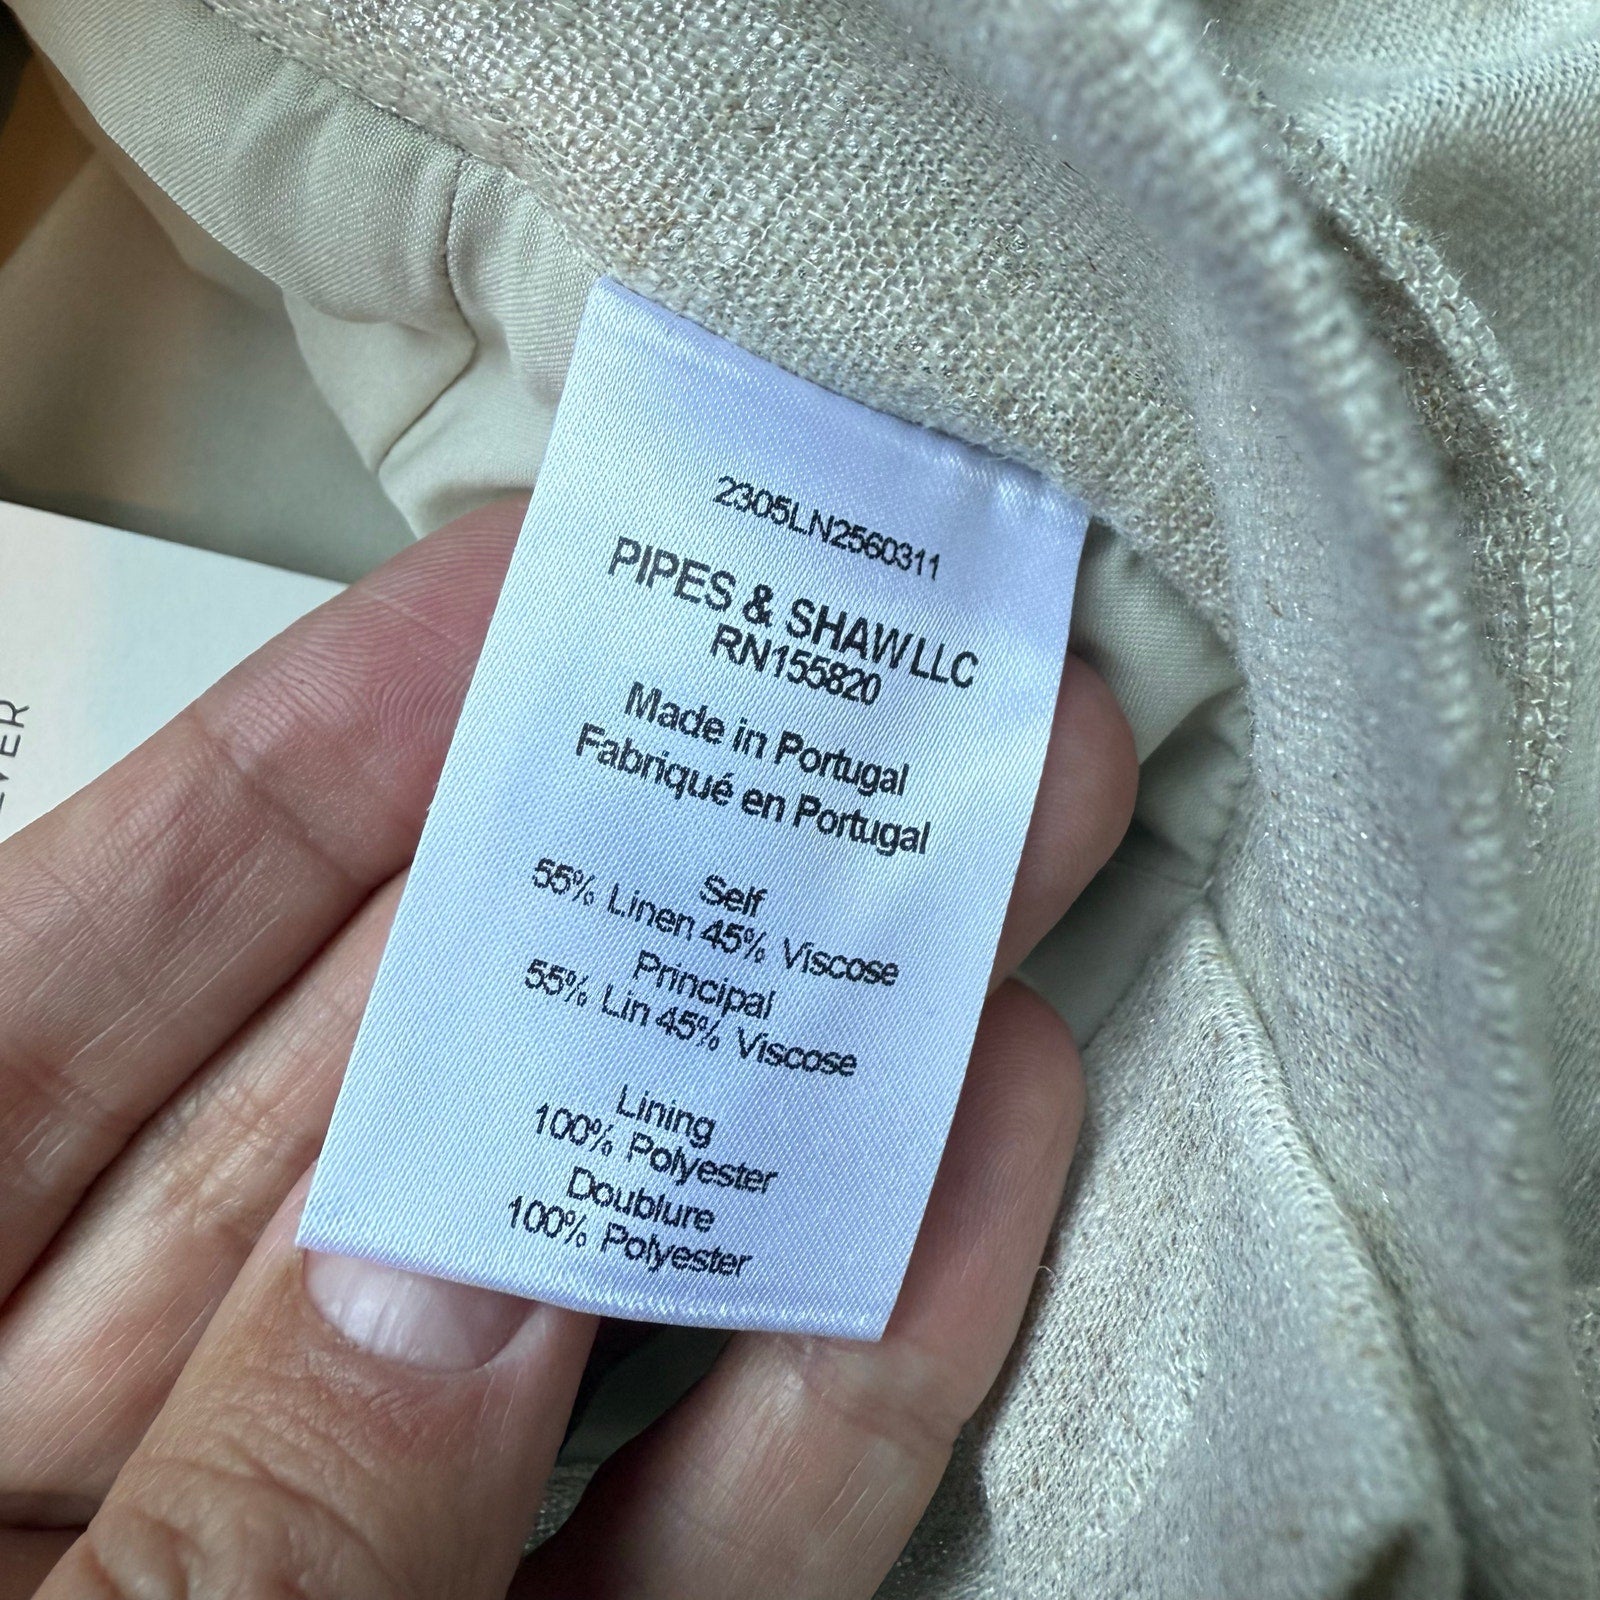 2305LN2560311
PIPES & SHAW LLC
RN155820
Made in Portugal
Fabriqué en Portugal
Self
55% Linen 45% Viscose
Principal
55% Lin 45% Viscose
Lining
100% Polyester
Doublure
100% Polyester